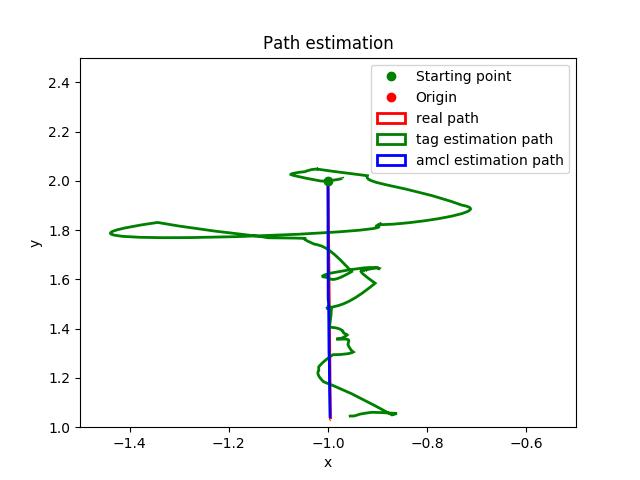 Path estimation
Starting point
Origin
real path
tag estimation path
amcl estimation path
2.4
2.2
2.0
1.8
1.6
1.4
1.2
1.0
y
−1.4
−1.2
−1.0
−0.8
−0.6
x